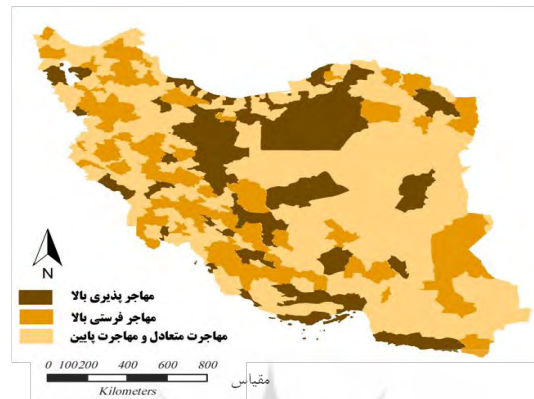 N
مهاجر پذیری بالا
مهاجر فرستی بالا
مهاجرت متعادل و مهاجرت پایین
0 100200 400 600 800
Kilometers
مقیاس